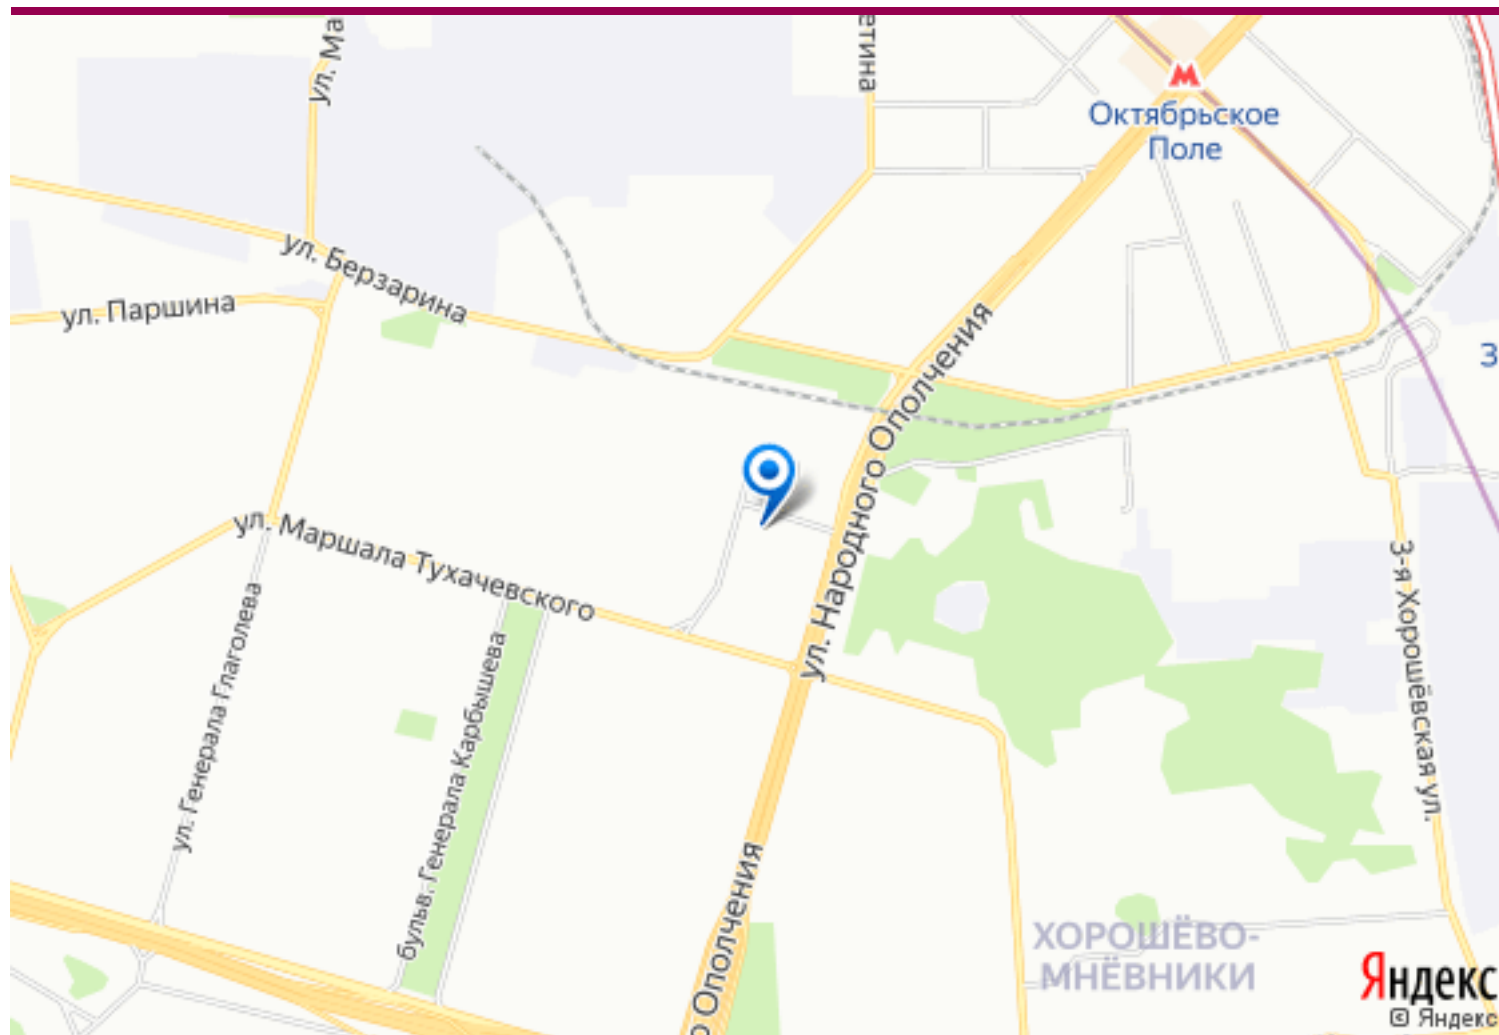 ул. Ма
етина
Октябрьское
Поле
ул. Берзарина
ул. Паршина
З
ул. Народного Ополчения
ул. Маршала Тухачевского
3-я Хорошёвская ул.
ул. Генерала Глаголева
бульв. Генерала Карбышева
о Ополчения
ХОРОШЁВО-
МНЁВНИКИ
Яндекс
© Яндекс